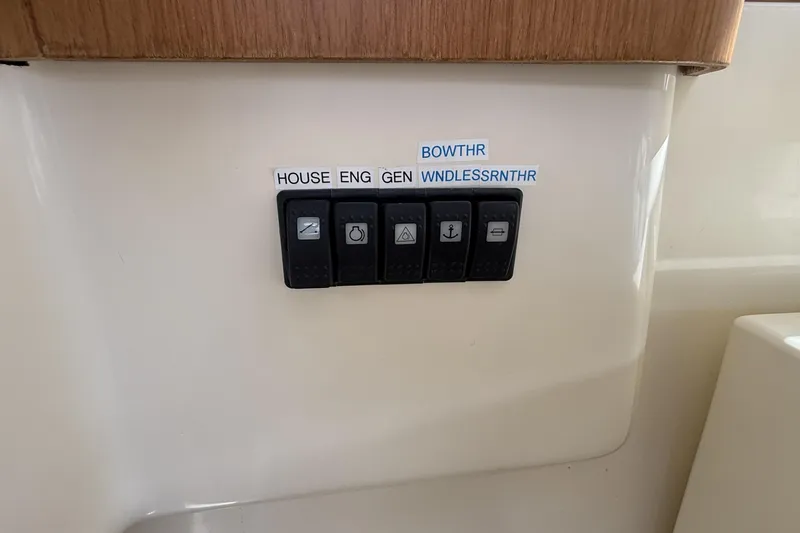 BOWTHR
HOUSE ENG GEN WNDLESSRNTHR